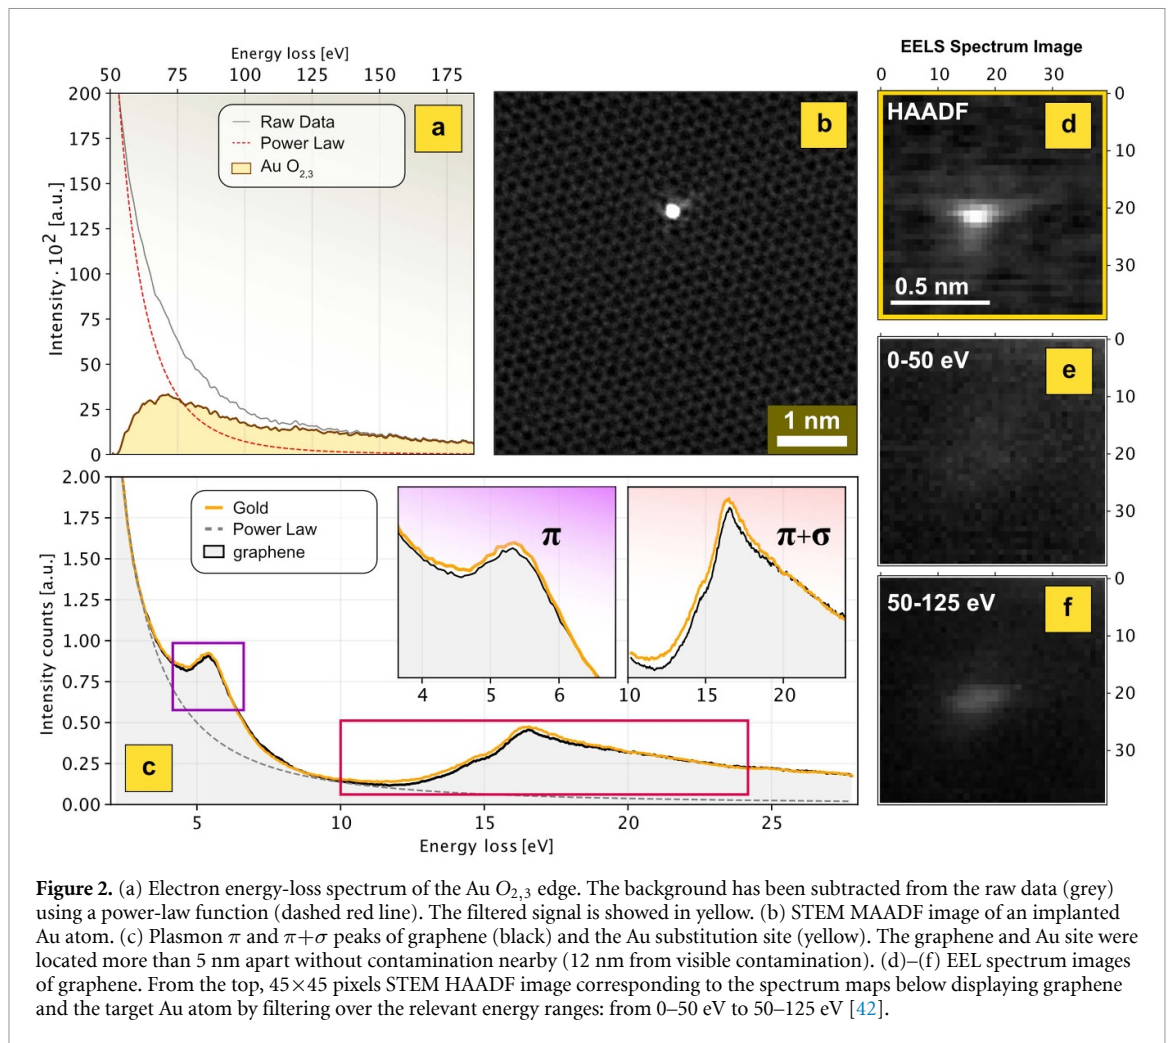 Energy loss [eV]
50 75 100 125 150 175
200
175
150
125
100
75
50
25
0
Intensity · 10² [a.u.]
Raw Data
Power Law
Au O₂,₃
a
b
1 nm
EELS Spectrum Image
0 10 20 30
HAADF
d
0.5 nm
0
10
20
30
0-50 eV
e
0
10
20
30
50-125 eV
f
0
10
20
30
2.00
1.75
1.50
1.25
1.00
0.75
0.50
0.25
0.00
Intensity counts [a.u.]
Gold
Power Law
graphene
π
4 5 6
π+σ
10 15 20
c
5 10 15 20 25
Energy loss [eV]
Figure 2. (a) Electron energy-loss spectrum of the Au O₂,₃ edge. The background has been subtracted from the raw data (grey)
using a power-law function (dashed red line). The filtered signal is showed in yellow. (b) STEM MAADF image of an implanted
Au atom. (c) Plasmon π and π+σ peaks of graphene (black) and the Au substitution site (yellow). The graphene and Au site were
located more than 5 nm apart without contamination nearby (12 nm from visible contamination). (d)–(f) EEL spectrum images
of graphene. From the top, 45×45 pixels STEM HAADF image corresponding to the spectrum maps below displaying graphene
and the target Au atom by filtering over the relevant energy ranges: from 0–50 eV to 50–125 eV [42].